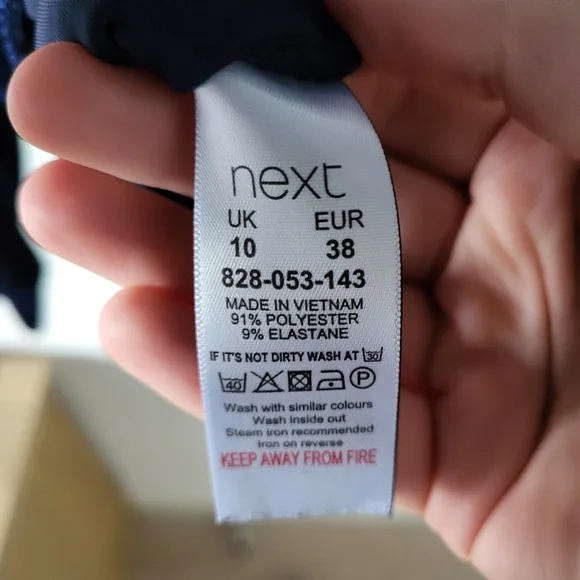 next
UK EUR
10 38
828-053-143
MADE IN VIETNAM
91% POLYESTER
9% ELASTANE
IF IT'S NOT DIRTY WASH AT 30
40 P
Wash with similar colours
Wash inside out
Steam iron recommended
Iron on reverse
KEEP AWAY FROM FIRE